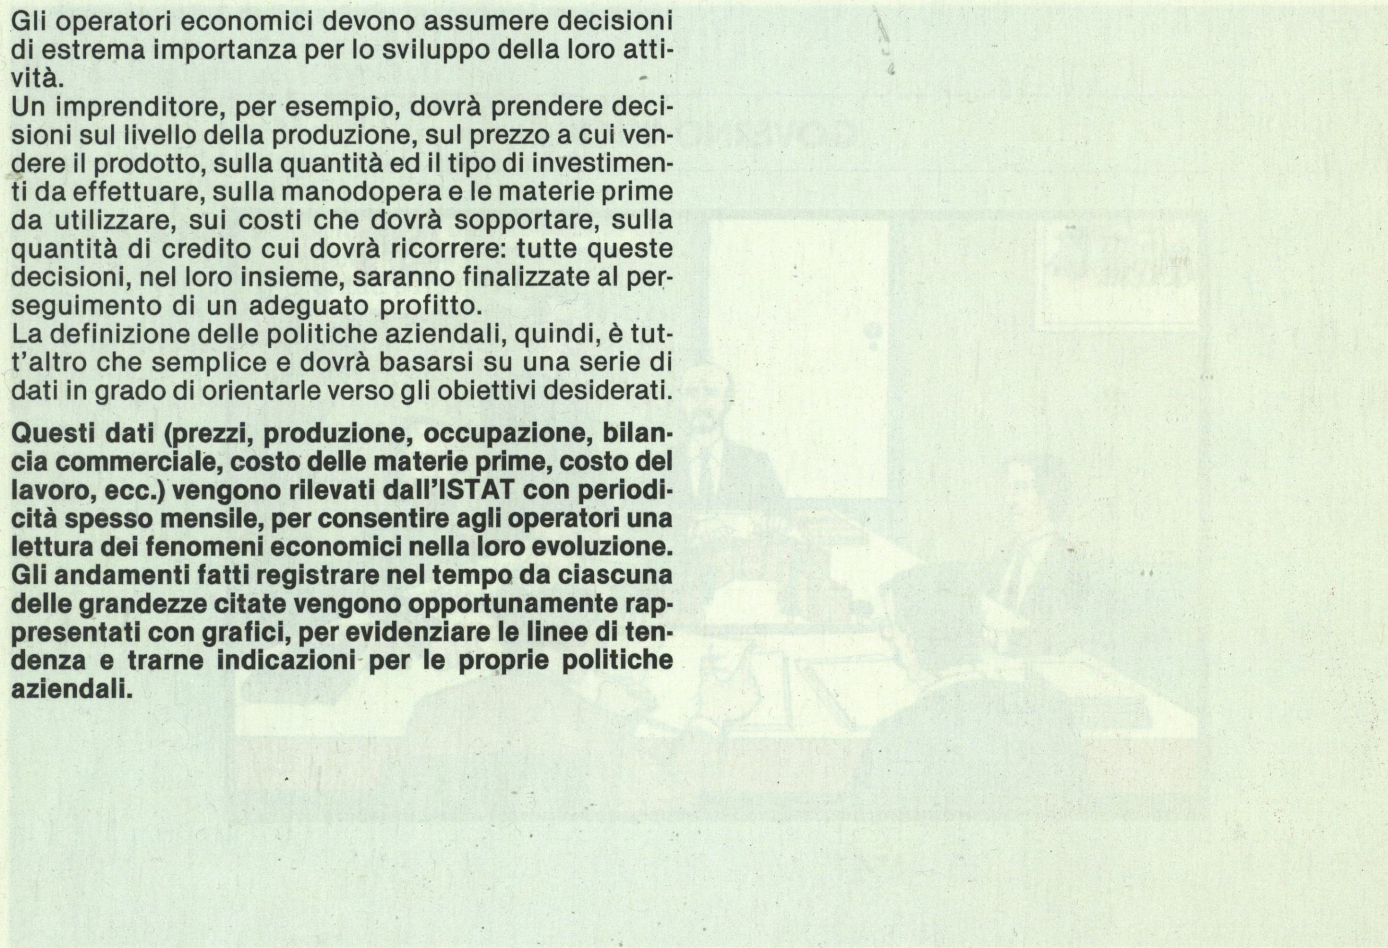 Gli operatori economici devono assumere decisioni
di estrema importanza per lo sviluppo della loro atti-
vità.
Un imprenditore, per esempio, dovrà prendere deci-
sioni sul livello della produzione, sul prezzo a cui ven-
dere il prodotto, sulla quantità ed il tipo di investimen-
ti da effettuare, sulla manodopera e le materie prime
da utilizzare, sui costi che dovrà sopportare, sulla
quantità di credito cui dovrà ricorrere: tutte queste
decisioni, nel loro insieme, saranno finalizzate al per-
seguimento di un adeguato profitto.
La definizione delle politiche aziendali, quindi, è tut-
t'altro che semplice e dovrà basarsi su una serie di
dati in grado di orientarle verso gli obiettivi desiderati.
Questi dati (prezzi, produzione, occupazione, bilan-
cia commerciale, costo delle materie prime, costo del
lavoro, ecc.) vengono rilevati dall'ISTAT con periodi-
cità spesso mensile, per consentire agli operatori una
lettura dei fenomeni economici nella loro evoluzione.
Gli andamenti fatti registrare nel tempo da ciascuna
delle grandezze citate vengono opportunamente rap-
presentati con grafici, per evidenziare le linee di ten-
denza e trarne indicazioni per le proprie politiche
aziendali.